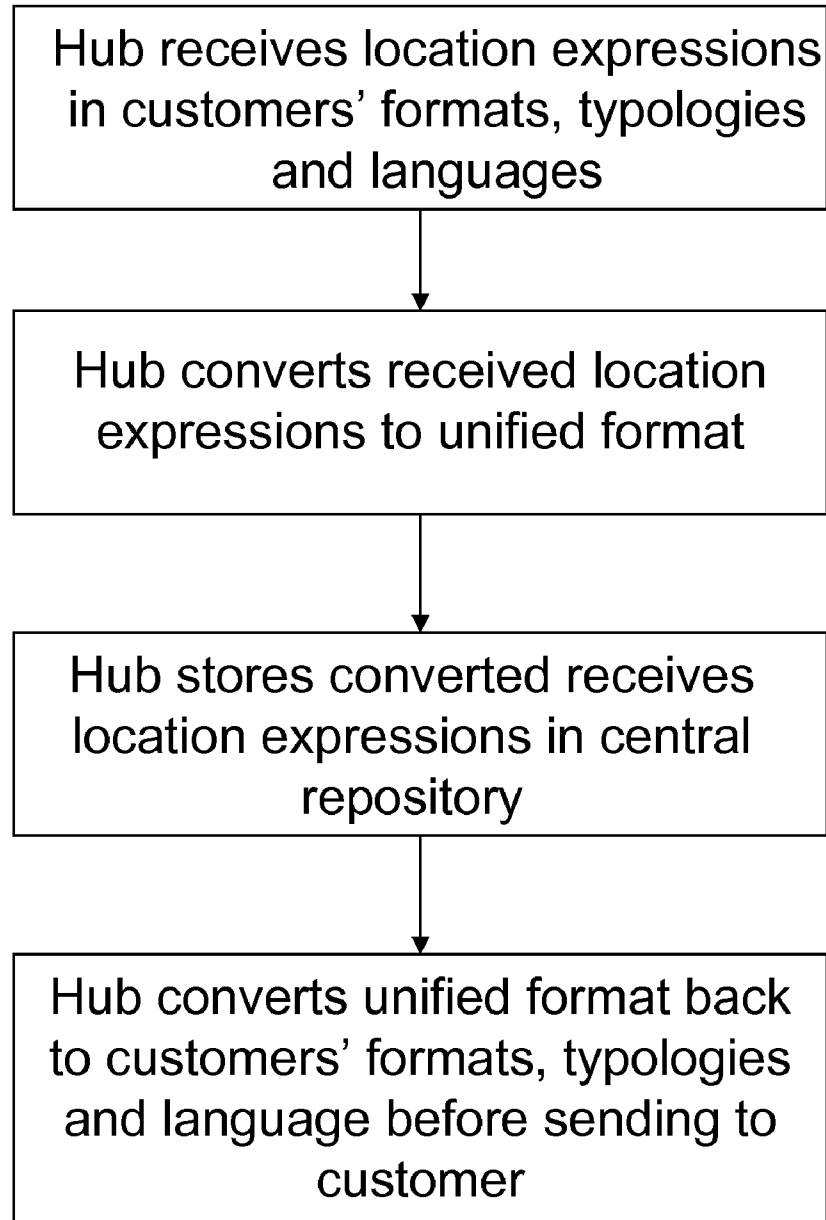 Hub receives location expressions
in customers’ formats, typologies
and languages
Hub converts received location
expressions to unified format
Hub stores converted receives
location expressions in central
repository
Hub converts unified format back
to customers’ formats, typologies
and language before sending to
customer